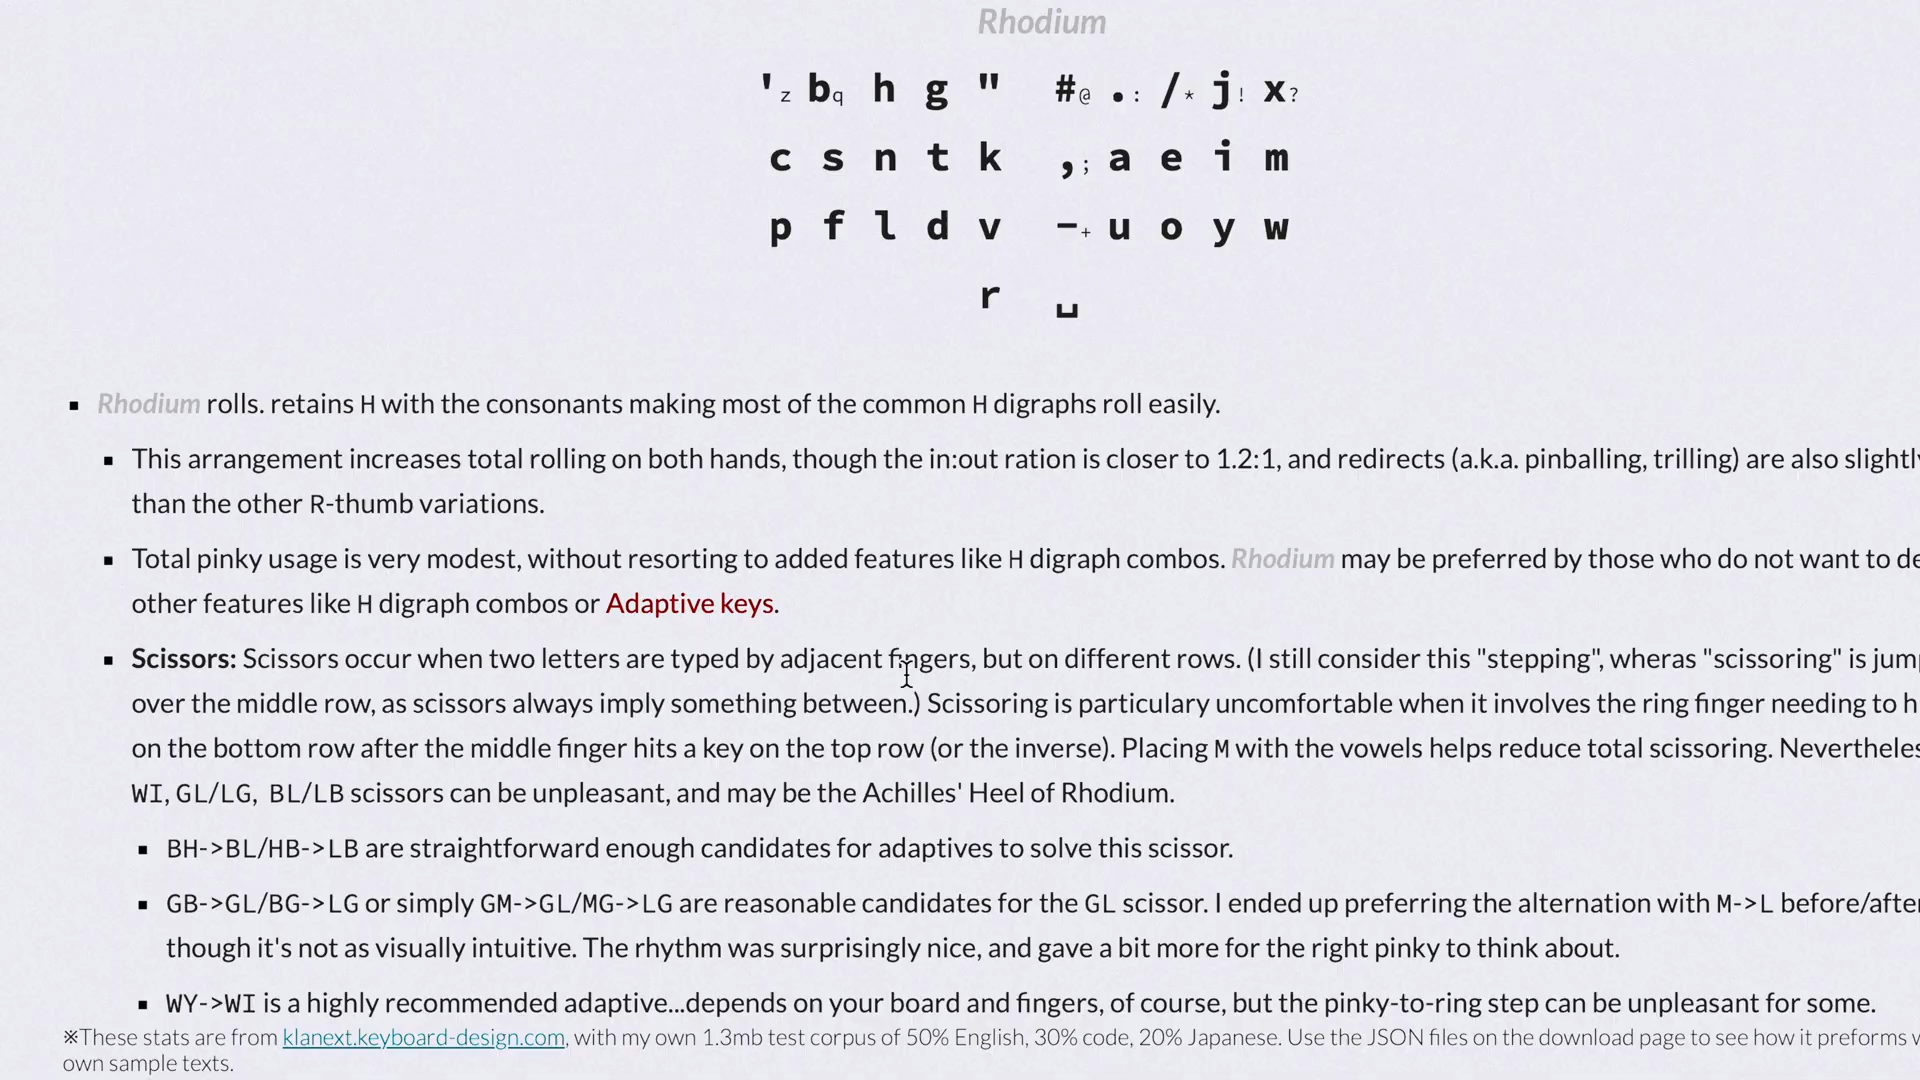 Rhodium
' z b q h g " # @ . : / * j ! x ?
c s n t k , ; a e i m
p f l d v - + u o y w
r ␣
▪ Rhodium rolls. retains H with the consonants making most of the common H digraphs roll easily.
▪ This arrangement increases total rolling on both hands, though the in:out ration is closer to 1.2:1, and redirects (a.k.a. pinballing, trilling) are also
than the other R-thumb variations.
▪ Total pinky usage is very modest, without resorting to added features like H digraph combos. Rhodium may be preferred by those who do not want to
other features like H digraph combos or Adaptive keys.
▪ Scissors: Scissors occur when two letters are typed by adjacent fingers, but on different rows. (I still consider this "stepping", wheras "scissoring" is
over the middle row, as scissors always imply something between.) Scissoring is particulary uncomfortable when it involves the ring finger needing to
on the bottom row after the middle finger hits a key on the top row (or the inverse). Placing M with the vowels helps reduce total scissoring.
WI, GL/LG, BL/LB scissors can be unpleasant, and may be the Achilles' Heel of Rhodium.
▪ BH->BL/HB->LB are straightforward enough candidates for adaptives to solve this scissor.
▪ GB->GL/BG->LG or simply GM->GL/MG->LG are reasonable candidates for the GL scissor. I ended up preferring the alternation with M->L before/after
though it's not as visually intuitive. The rhythm was surprisingly nice, and gave a bit more for the right pinky to think about.
▪ WY->WI is a highly recommended adaptive...depends on your board and fingers, of course, but the pinky-to-ring step can be unpleasant for some.
※These stats are from klanext.keyboard-design.com, with my own 1.3mb test corpus of 50% English, 30% code, 20% Japanese. Use the JSON files on the download page to see how it preforms
own sample texts.